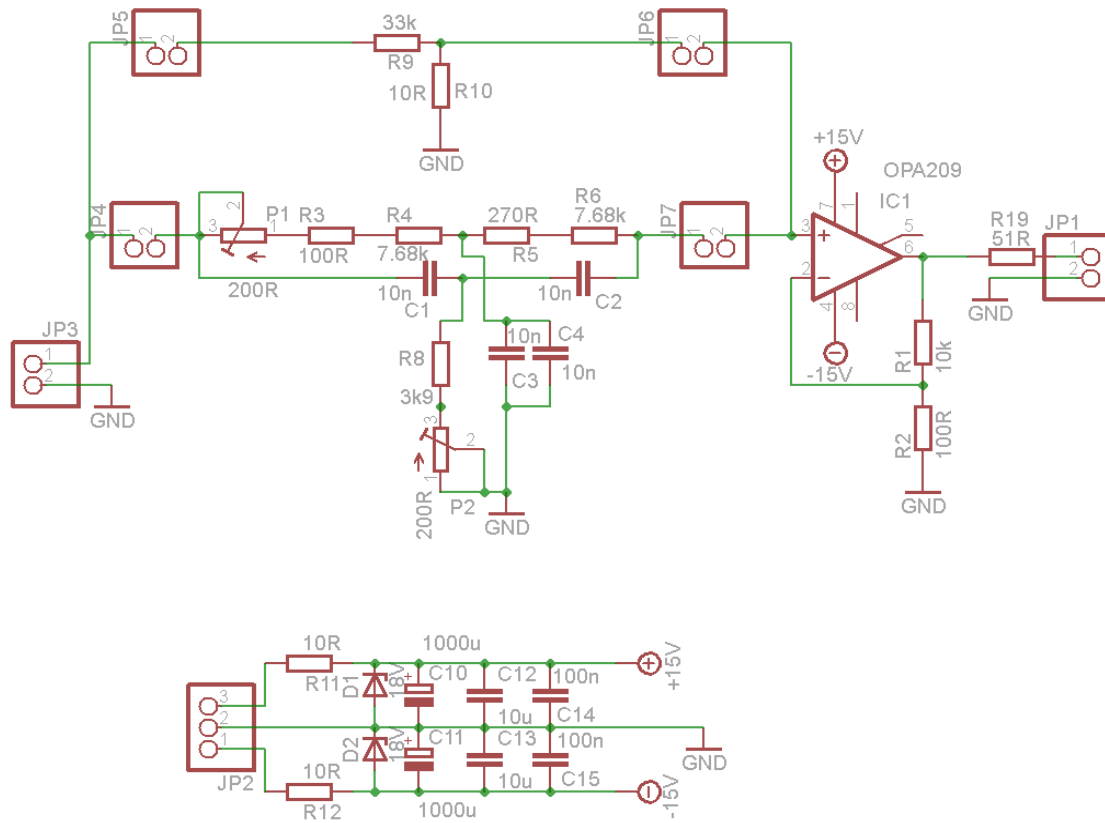 JP5
1
2
33k
R9
10R
R10
GND
JP6
1
2
+15V
OPA209
IC1
7
1
3
2
5
6
4
8
-15V
R19
51R
JP1
1
2
GND
R1
10k
R2
100R
GND
JP4
1
2
3
2
P1
1
200R
R3
100R
R4
7.68k
270R
R5
R6
7.68k
JP7
1
2
10n
C1
10n
C2
JP3
1
2
GND
R8
3k9
10n
C3
C4
10n
3
2
1
200R
P2
GND
10R
R11
1000u
D1
18V
C10
C12
100n
+15V
3
2
1
JP2
10u
C14
D2
18V
C11
C13
100n
GND
10R
R12
1000u
10u
C15
-15V